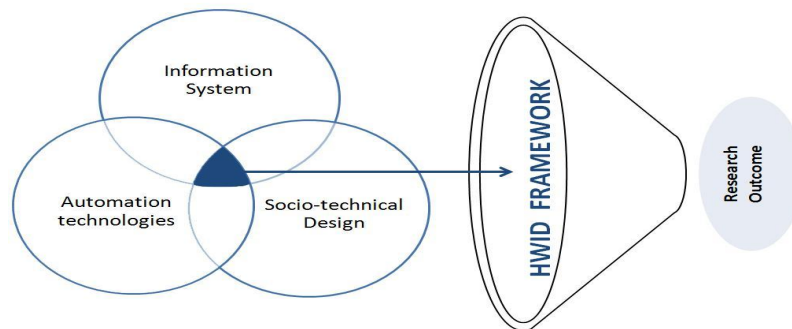 Information
System
Automation
technologies
Socio-technical
Design
HWID FRAMEWORK
Research
Outcome